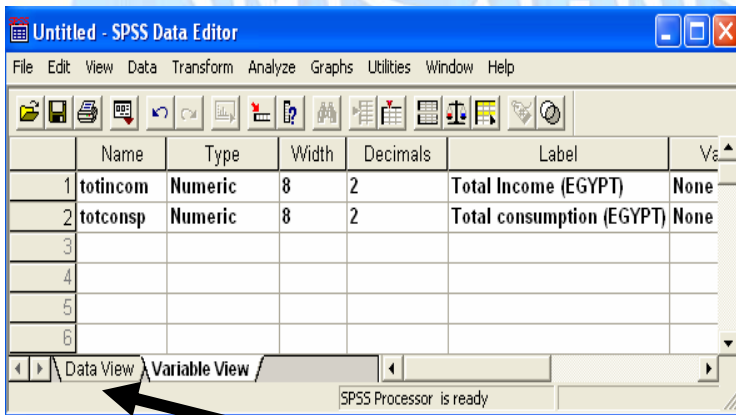 Untitled - SPSS Data Editor
File Edit View Data Transform Analyze Graphs Utilities Window Help
Name Type Width Decimals Label Va
1 totincom Numeric 8 2 Total Income (EGYPT) None
2 totconsp Numeric 8 2 Total consumption (EGYPT) None
3
4
5
6
Data View Variable View
SPSS Processor is ready